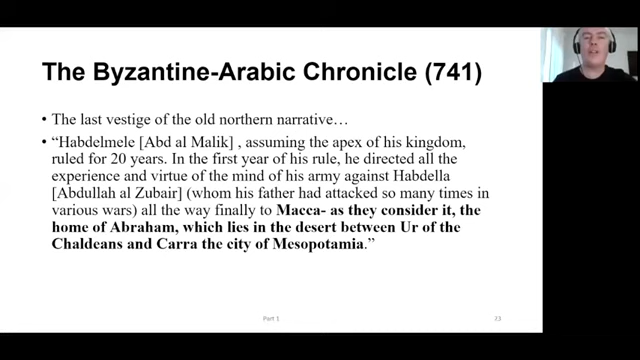 The Byzantine-Arabic Chronicle (741)
• The last vestige of the old northern narrative…
• “Habdelmele [Abd al Malik] , assuming the apex of his kingdom,
ruled for 20 years. In the first year of his rule, he directed all the
experience and virtue of the mind of his army against Habdella
[Abdullah al Zubair] (whom his father had attacked so many times in
various wars) all the way finally to Macca- as they consider it, the
home of Abraham, which lies in the desert between Ur of the
Chaldeans and Carra the city of Mesopotamia.”
Part 1
73